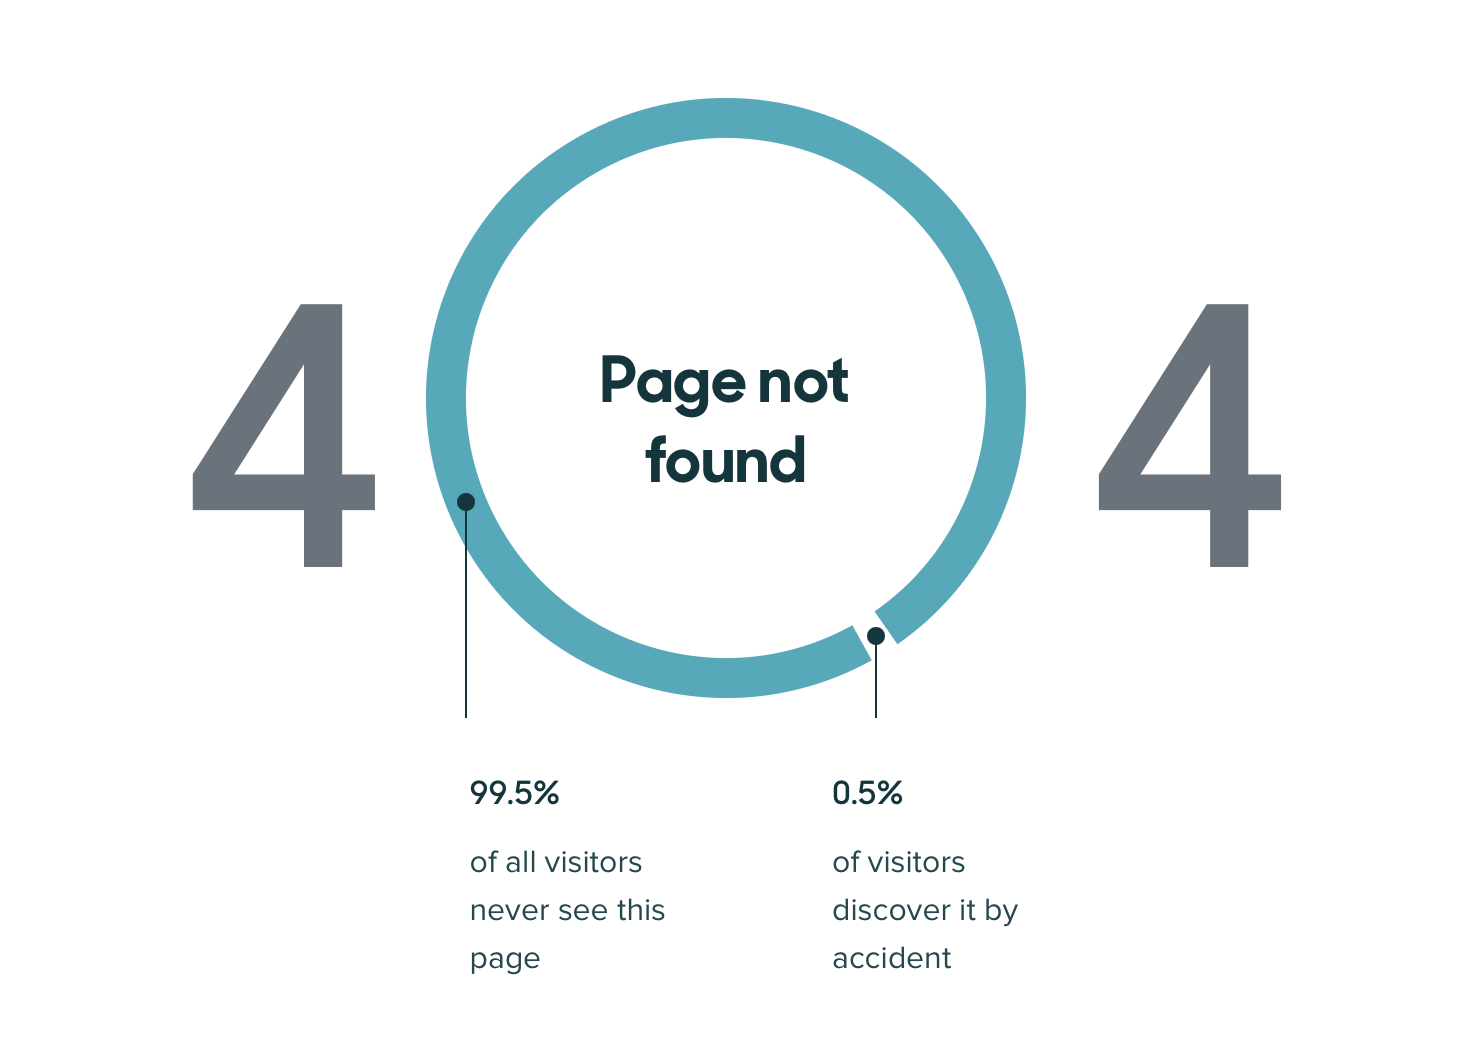 4 4
Page not
found
99.5%
of all visitors
never see this
page
0.5%
of visitors
discover it by
accident